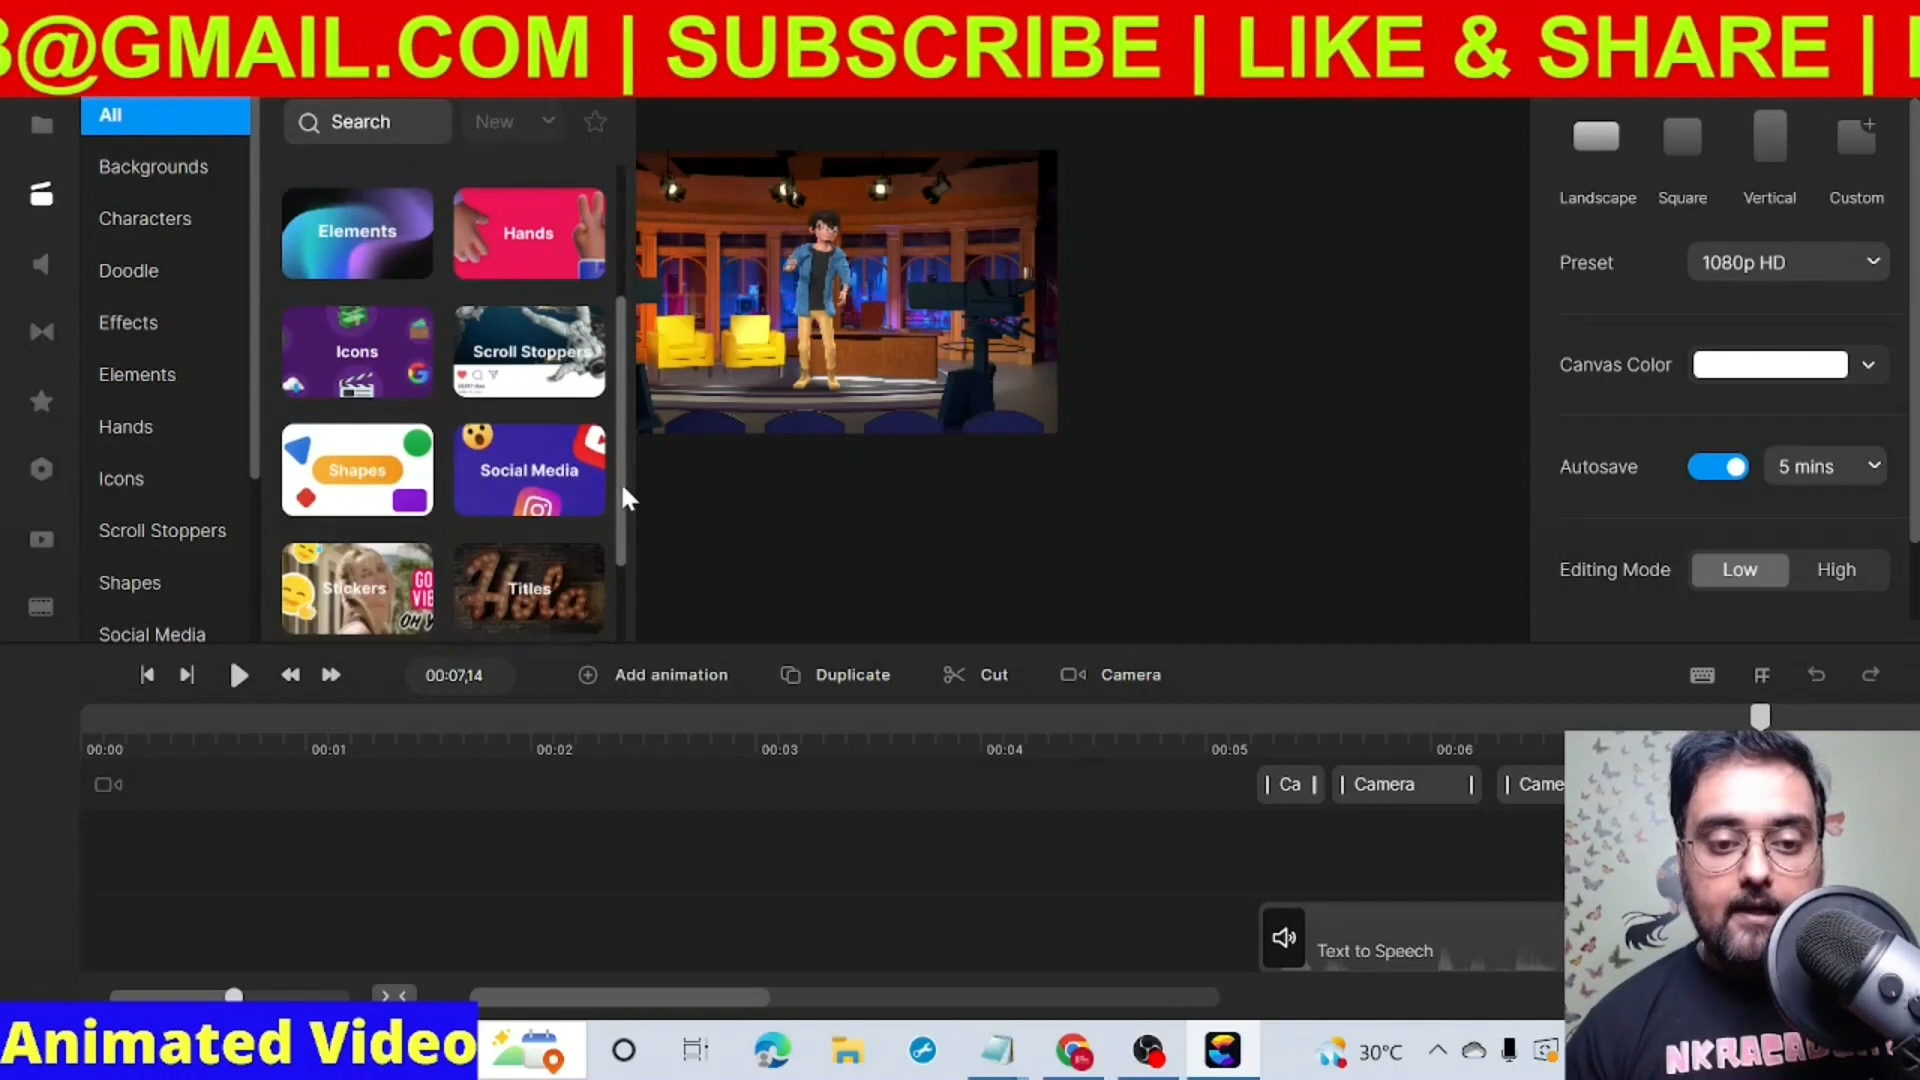 @GMAIL.COM | SUBSCRIBE | LIKE & SHARE |
All
Backgrounds
Characters
Doodle
Effects
Elements
Hands
Icons
Scroll Stoppers
Shapes
Social Media
Search
New
Elements
Hands
Icons
Scroll Stoppers
Shapes
Social Media
Stickers
Titles
Hola
Landscape
Square
Vertical
Custom
Preset
1080p HD
Canvas Color
Autosave
5 mins
Editing Mode
Low
High
00:07,14
Add animation
Duplicate
Cut
Camera
00:00
00:01
00:02
00:03
00:04
00:05
00:06
Ca
Camera
Came
Text to Speech
Animated Video
30°C